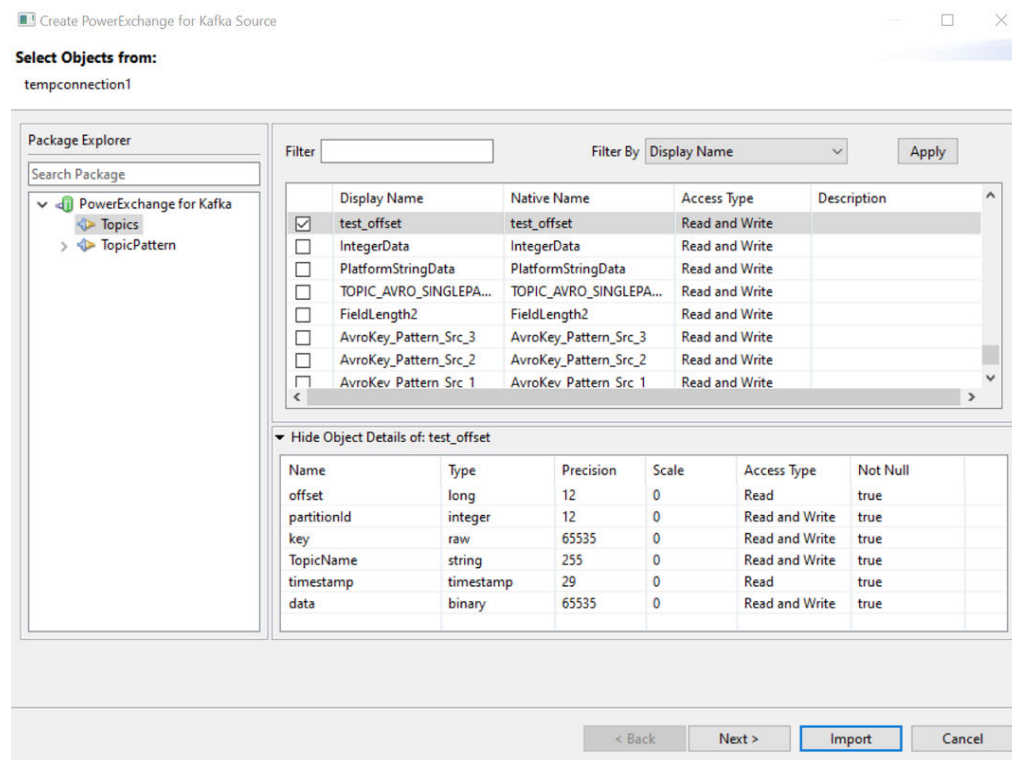 Create PowerExchange for Kafka Source
Select Objects from:
tempconnection1
Package Explorer
Search Package
PowerExchange for Kafka
Topics
TopicPattern
Filter Filter By Display Name Apply
Display Name Native Name Access Type Description
test_offset test_offset Read and Write
IntegerData IntegerData Read and Write
PlatformStringData PlatformStringData Read and Write
TOPIC_AVRO_SINGLEPA... TOPIC_AVRO_SINGLEPA... Read and Write
FieldLength2 FieldLength2 Read and Write
AvroKey_Pattern_Src_3 AvroKey_Pattern_Src_3 Read and Write
AvroKey_Pattern_Src_2 AvroKey_Pattern_Src_2 Read and Write
AvroKey_Pattern_Src_1 AvroKey_Pattern_Src_1 Read and Write
Hide Object Details of: test_offset
Name Type Precision Scale Access Type Not Null
offset long 12 0 Read true
partitionId integer 12 0 Read and Write true
key raw 65535 0 Read and Write true
TopicName string 255 0 Read and Write true
timestamp timestamp 29 0 Read true
data binary 65535 0 Read and Write true
< Back Next > Import Cancel